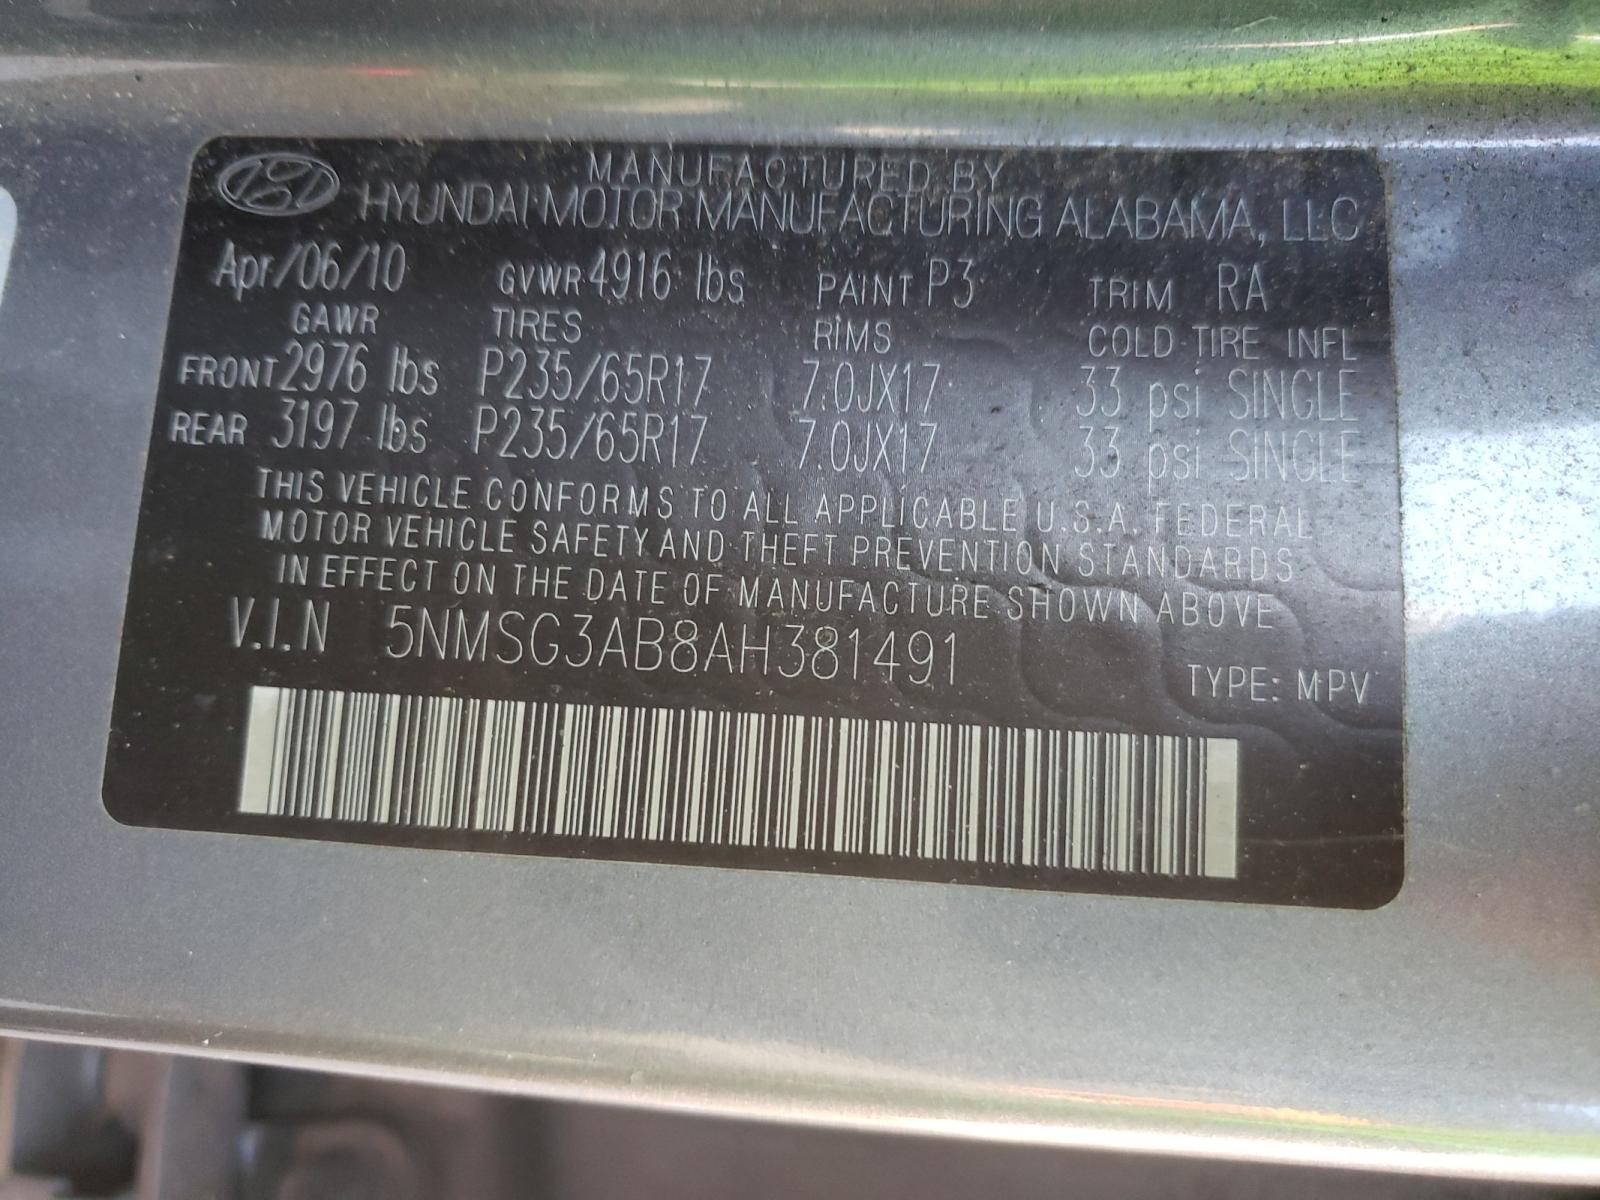 MANUFACTURED BY
HYUNDAI MOTOR MANUFACTURING ALABAMA, LLC
Apr/06/10 GVWR 4916 lbs PAINT P3 TRIM RA
GAWR TIRES RIMS COLD TIRE INFL
FRONT 2976 lbs P235/65R17 7.0JX17 33 psi SINGLE
REAR 3197 lbs P235/65R17 7.0JX17 33 psi SINGLE
THIS VEHICLE CONFORMS TO ALL APPLICABLE U.S.A. FEDERAL
MOTOR VEHICLE SAFETY AND THEFT PREVENTION STANDARDS
IN EFFECT ON THE DATE OF MANUFACTURE SHOWN ABOVE
V.I.N 5NMSG3AB8AH381491 TYPE: MPV